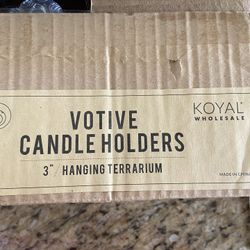 VOTIVE
CANDLE HOLDERS
3" HANGING TERRARIUM
KOYAL
WHOLESALE
MADE IN CHINA